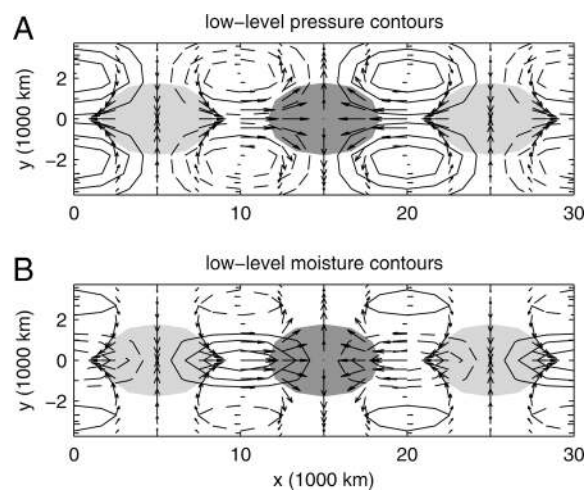 A
low-level pressure contours
y (1000 km)
2
0
-2
0
10
20
30
B
low-level moisture contours
y (1000 km)
2
0
-2
0
10
20
30
x (1000 km)